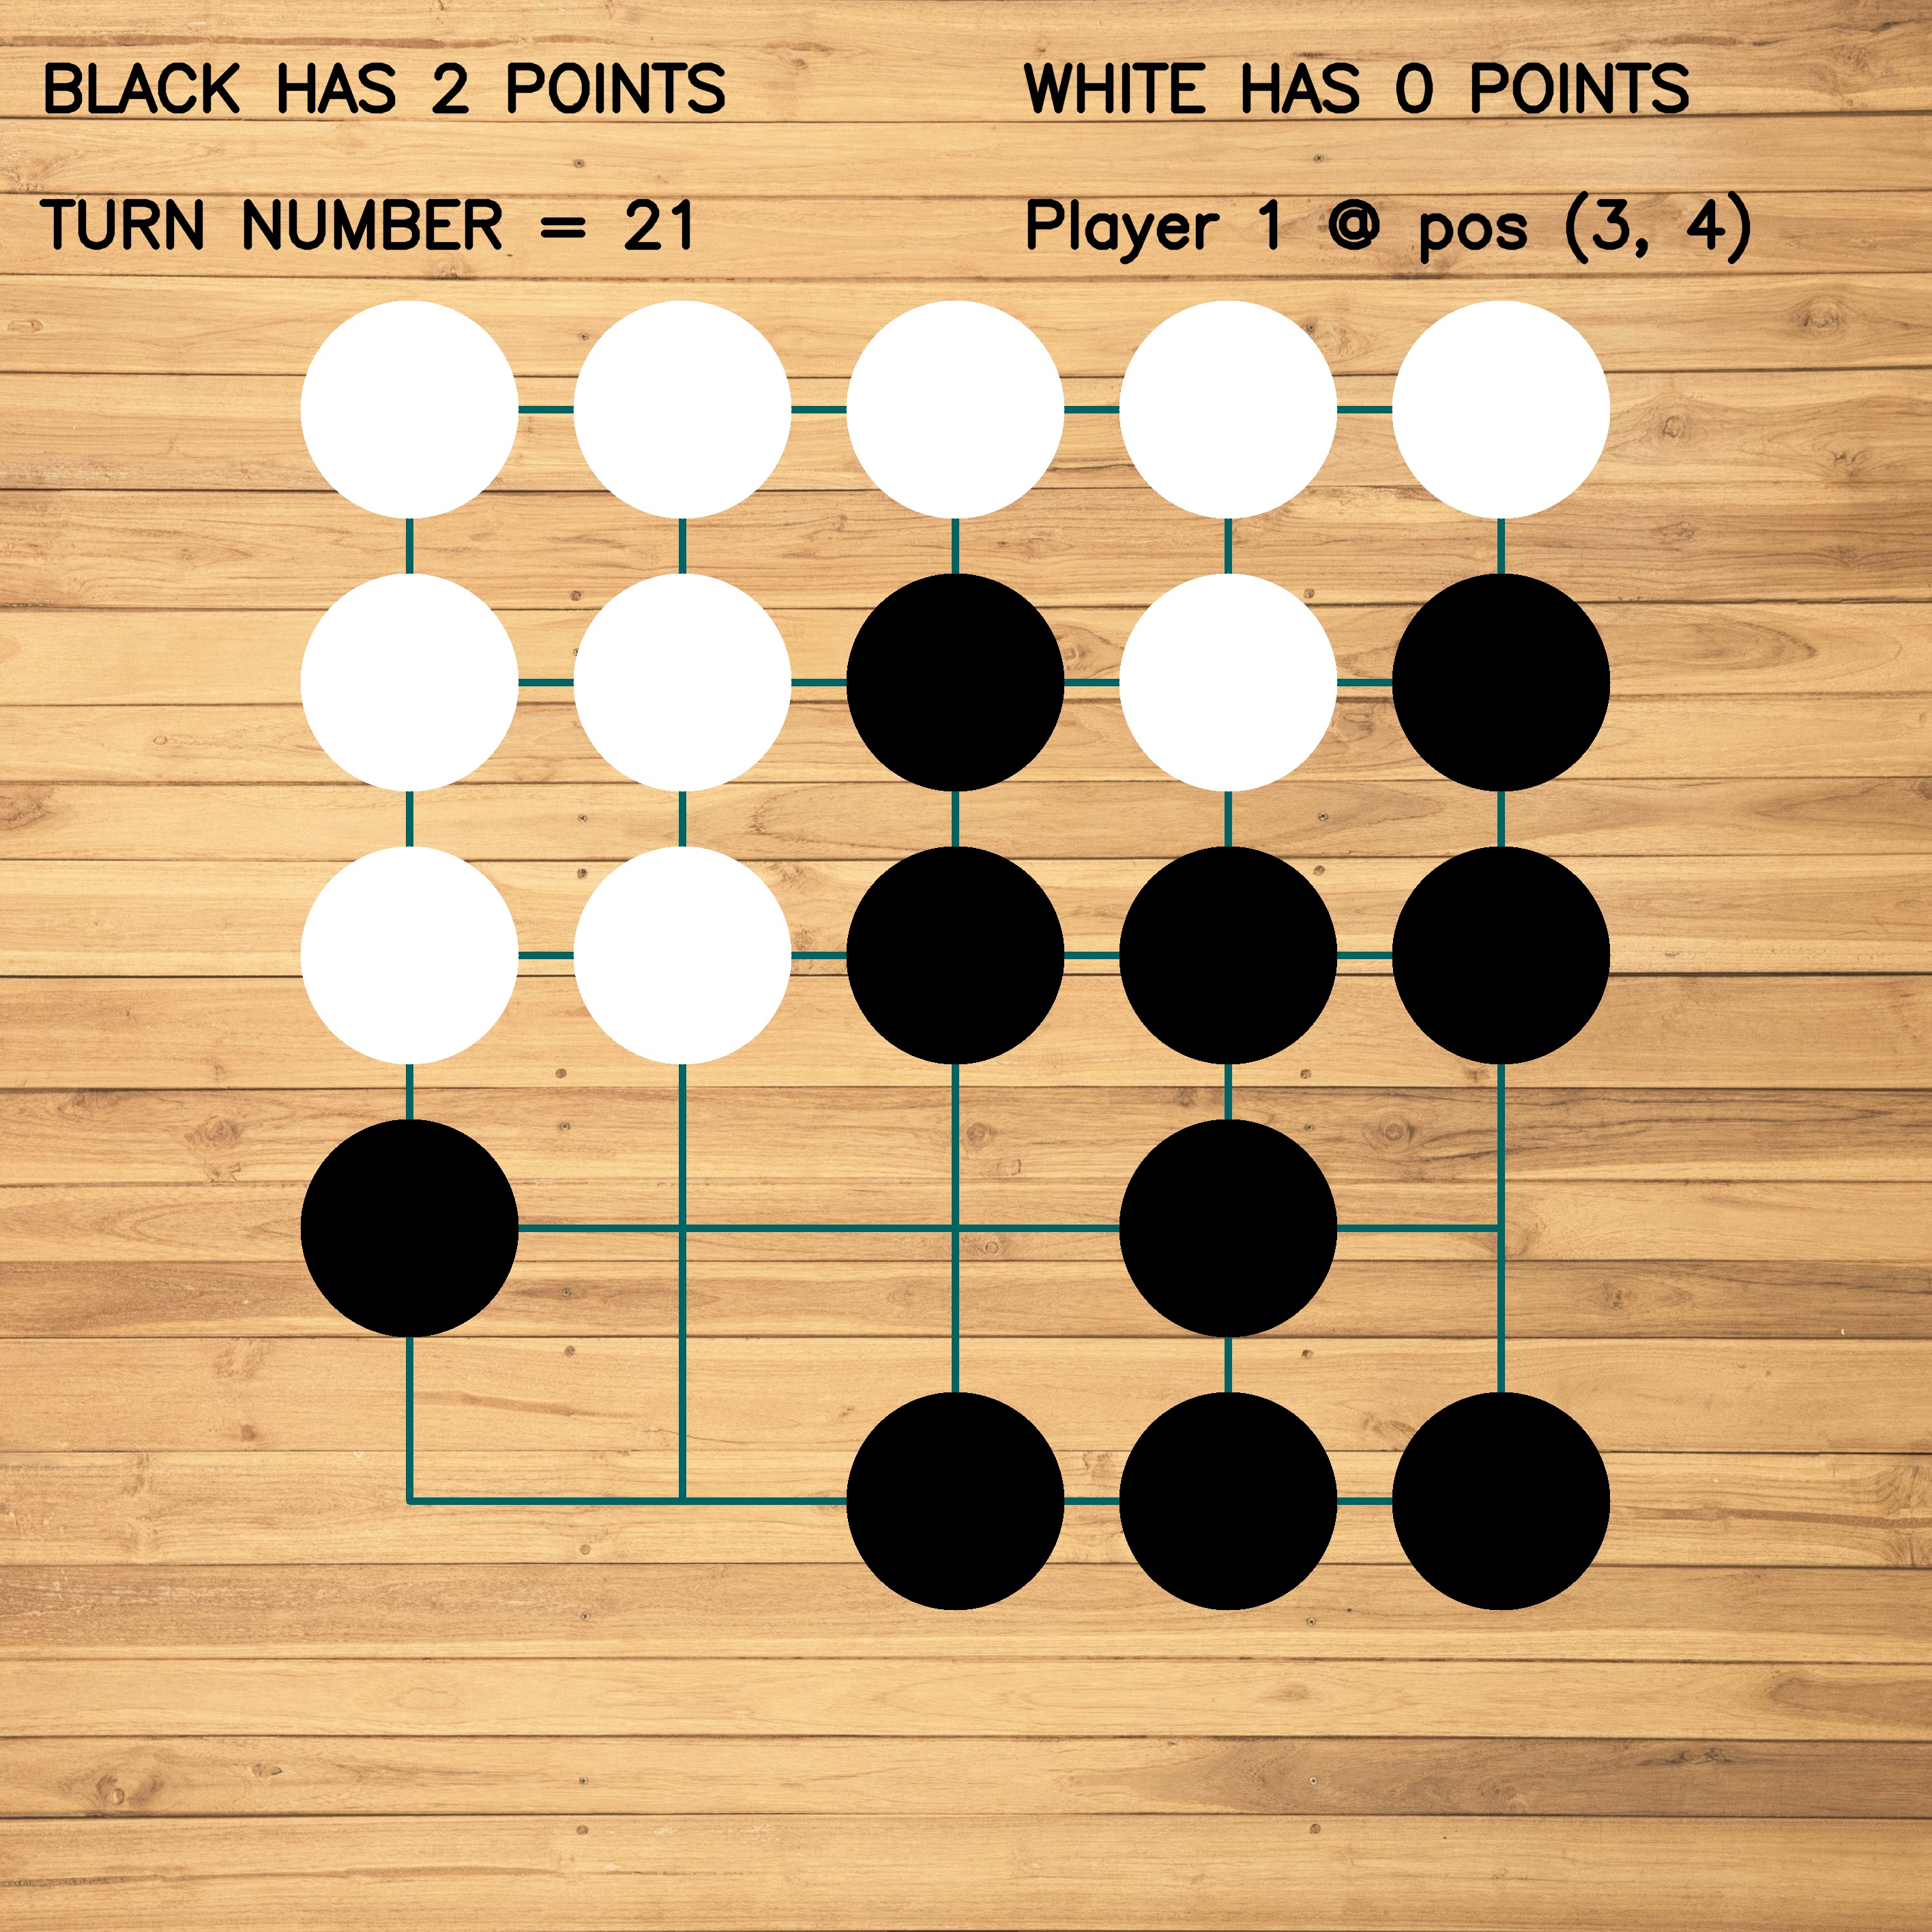 BLACK HAS 2 POINTS
WHITE HAS 0 POINTS
TURN NUMBER = 21
Player 1 @ pos (3, 4)